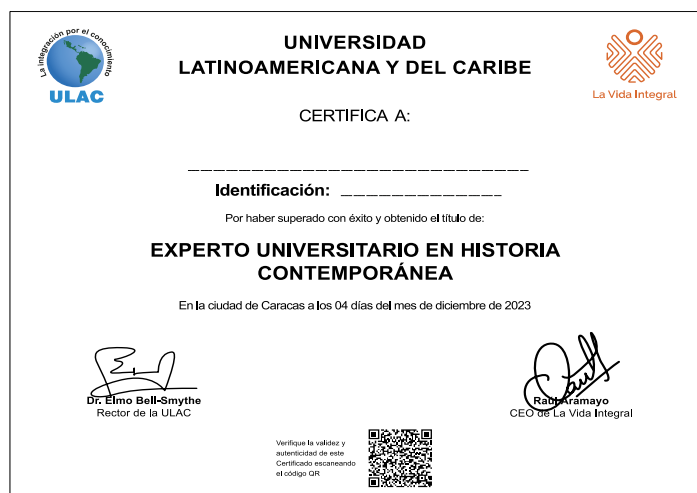 La integración por el conocimiento
ULAC
UNIVERSIDAD
LATINOAMERICANA Y DEL CARIBE
La Vida Integral
CERTIFICA A:
Identificación:
Por haber superado con éxito y obtenido el título de:
EXPERTO UNIVERSITARIO EN HISTORIA
CONTEMPORÁNEA
En la ciudad de Caracas a los 04 días del mes de diciembre de 2023
Dr. Elmo Bell-Smythe
Rector de la ULAC
Raúl Aramayo
CEO de La Vida Integral
Verifique la validez y
autenticidad de este
Certificado escaneando
el código QR